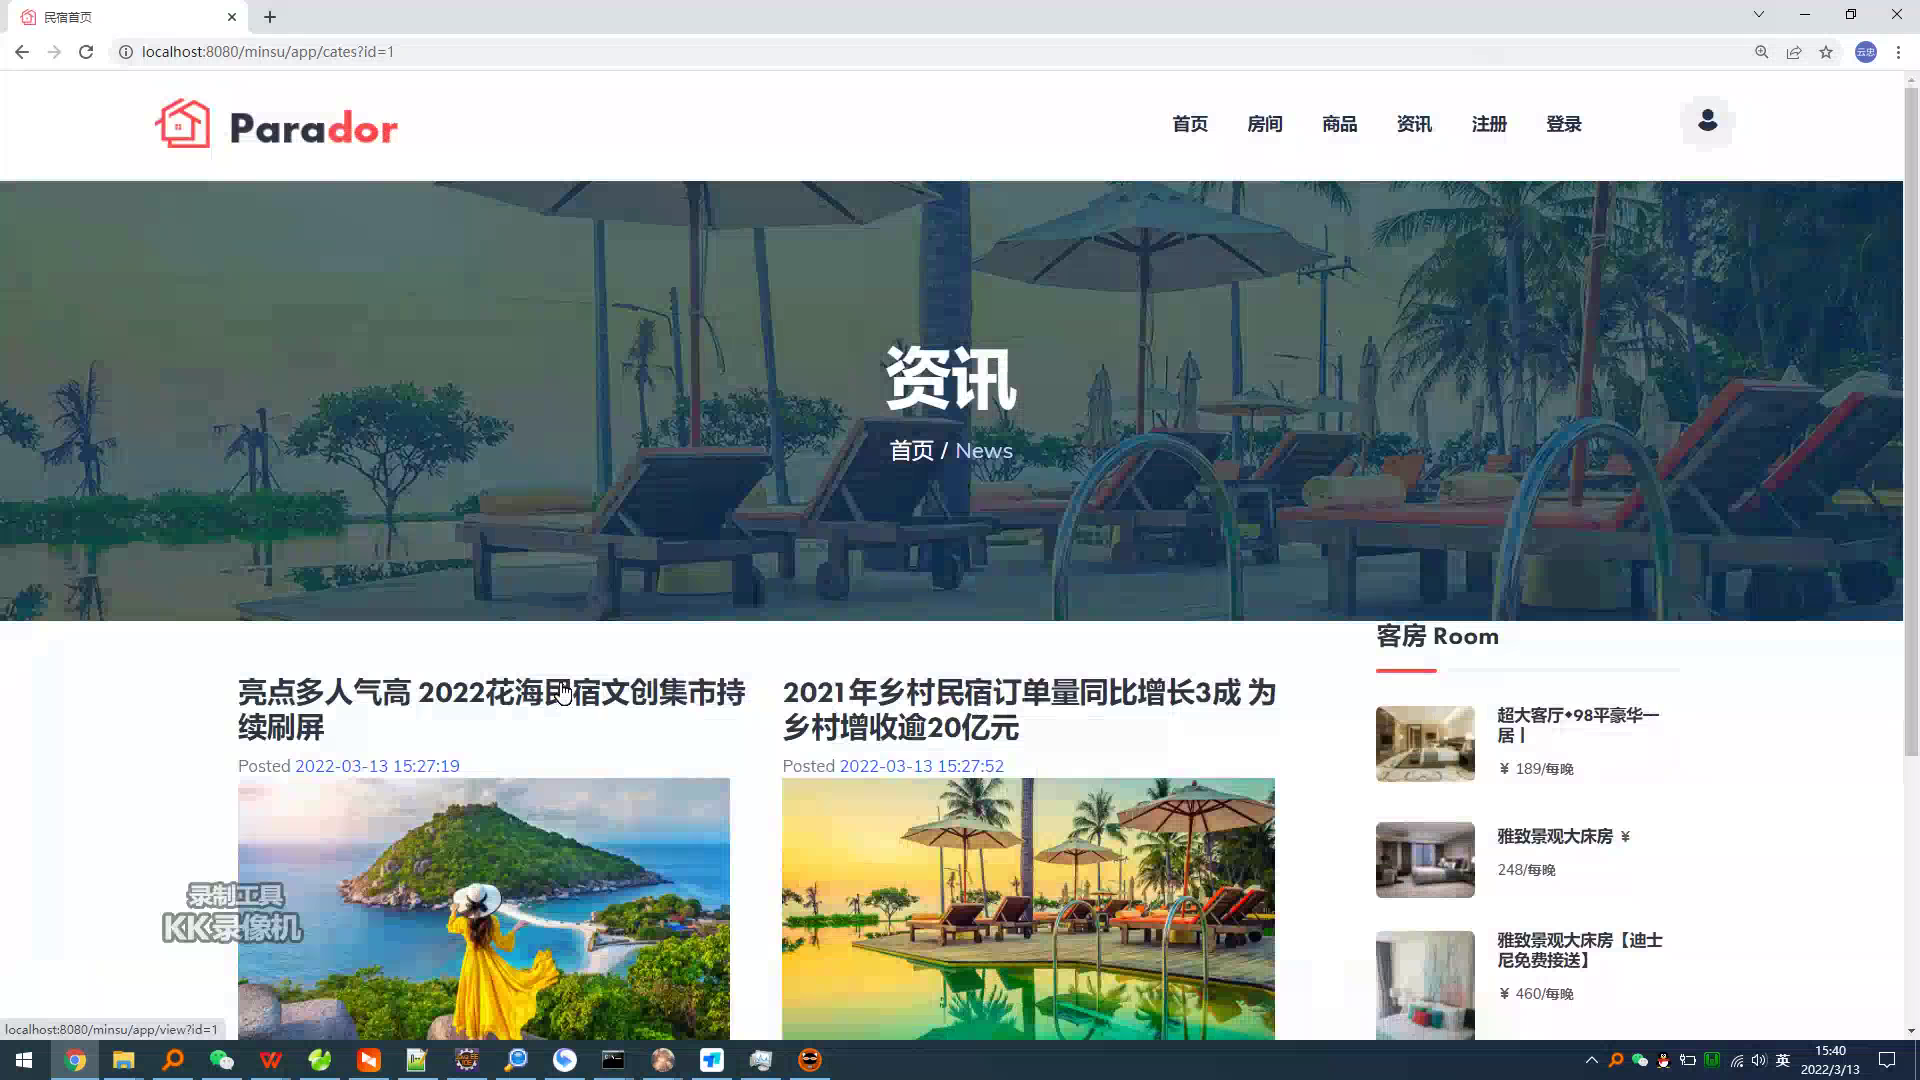 民宿首页
localhost:8080/minsu/app/cates?id=1
云忠
Parador
首页
房间
商品
资讯
注册
登录
资讯
首页 / News
亮点多人气高 2022花海民宿文创集市持
续刷屏
Posted 2022-03-13 15:27:19
2021年乡村民宿订单量同比增长3成 为
乡村增收逾20亿元
Posted 2022-03-13 15:27:52
客房 Room
超大客厅•98平豪华一
居丨
¥ 189/每晚
雅致景观大床房 ¥
248/每晚
雅致景观大床房【迪士
尼免费接送】
¥ 460/每晚
录制工具
KK录像机
localhost:8080/minsu/app/view?id=1
英
15:40
2022/3/13